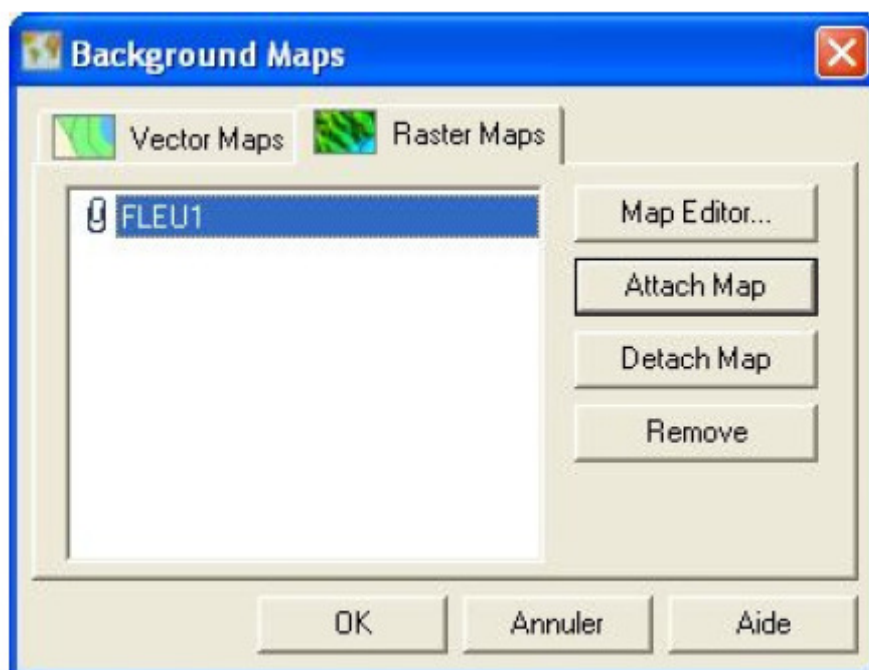 Background Maps
Vector Maps
Raster Maps
FLEU1
Map Editor...
Attach Map
Detach Map
Remove
OK
Annuler
Aide